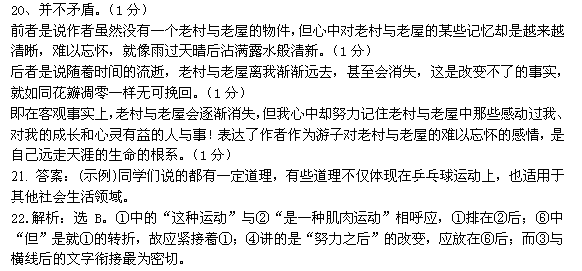 20、并不矛盾。（1 分）
前者是说作者虽然没有一个老村与老屋的物件，但心中对老村与老屋的某些记忆却是越来越
清晰，难以忘怀，就像雨过天晴后沾满露水般清新。（1 分）
后者是说随着时间的流逝，老村与老屋离我渐渐远去，甚至会消失，这是改变不了的事实，
就如同花瓣凋零一样无可挽回。（1 分）
即在客观事实上，老村与老屋会逐渐消失，但我心中却努力记住老村与老屋中那些感动过我、
对我的成长和心灵有益的人与事！表达了作者作为游子对老村与老屋的难以忘怀的感情，是
自己远走天涯的生命的根系。（1 分）
21. 答案：(示例)同学们说的都有一定道理，有些道理不仅体现在乒乓球运动上，也适用于
其他社会生活领域。
22.解析：选 B。①中的“这种运动”与②“是一种肌肉运动”相呼应，①排在②后；⑥中
“但”是就①的转折，故应紧接着①；④讲的是“努力之后”的改变，应放在⑥后；而③与
横线后的文字衔接最为密切。